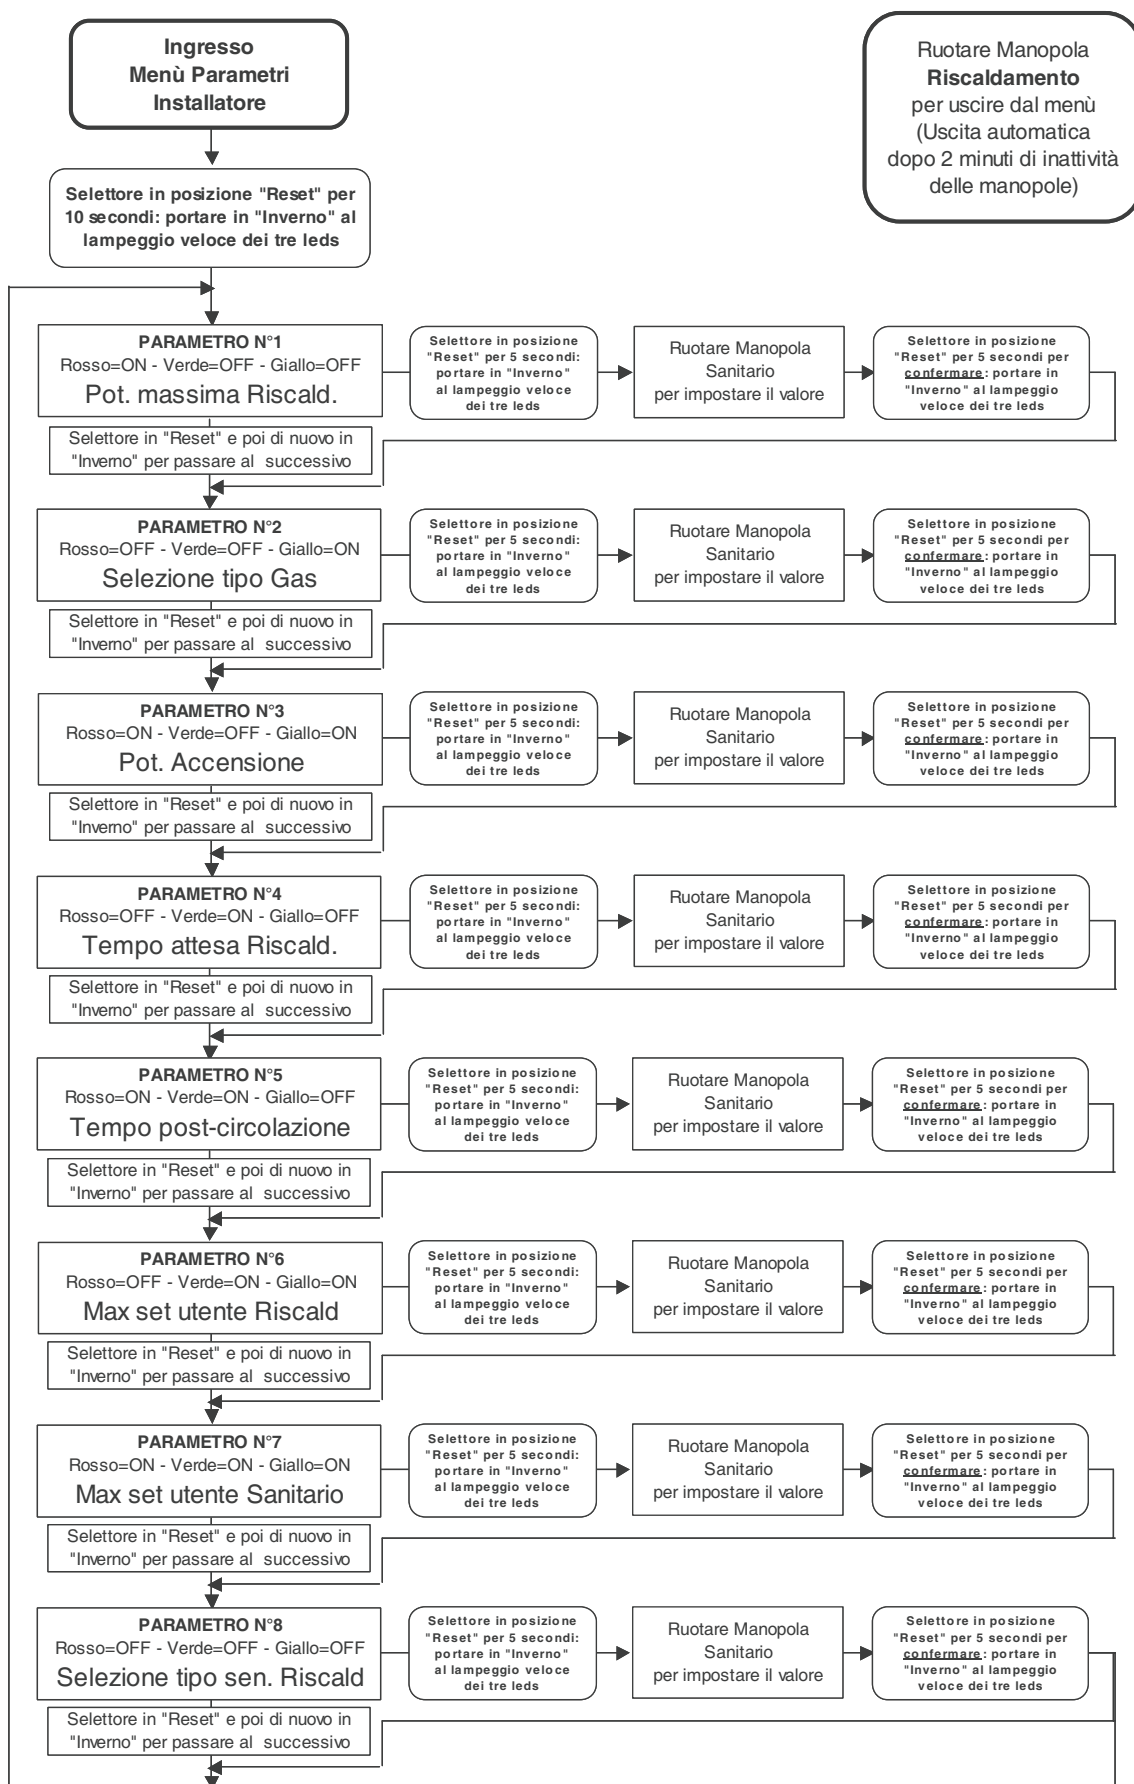 Ingresso
Menù Parametri
Installatore
Ruotare Manopola
Riscaldamento
per uscire dal menù
(Uscita automatica
dopo 2 minuti di inattività
delle manopole)
Selettore in posizione "Reset" per
10 secondi: portare in "Inverno" al
lampeggio veloce dei tre leds
PARAMETRO N°1
Rosso=ON - Verde=OFF - Giallo=OFF
Pot. massima Riscald.
Selettore in posizione
"Reset" per 5 secondi:
portare in "Inverno"
al lampeggio veloce
dei tre leds
Ruotare Manopola
Sanitario
per impostare il valore
Selettore in posizione
"Reset" per 5 secondi per
confermare: portare in
"Inverno" al lampeggio
veloce dei tre leds
Selettore in "Reset" e poi di nuovo in
"Inverno" per passare al successivo
PARAMETRO N°2
Rosso=OFF - Verde=OFF - Giallo=ON
Selezione tipo Gas
Selettore in posizione
"Reset" per 5 secondi:
portare in "Inverno"
al lampeggio veloce
dei tre leds
Ruotare Manopola
Sanitario
per impostare il valore
Selettore in posizione
"Reset" per 5 secondi per
confermare: portare in
"Inverno" al lampeggio
veloce dei tre leds
Selettore in "Reset" e poi di nuovo in
"Inverno" per passare al successivo
PARAMETRO N°3
Rosso=ON - Verde=OFF - Giallo=ON
Pot. Accensione
Selettore in posizione
"Reset" per 5 secondi:
portare in "Inverno"
al lampeggio veloce
dei tre leds
Ruotare Manopola
Sanitario
per impostare il valore
Selettore in posizione
"Reset" per 5 secondi per
confermare: portare in
"Inverno" al lampeggio
veloce dei tre leds
Selettore in "Reset" e poi di nuovo in
"Inverno" per passare al successivo
PARAMETRO N°4
Rosso=OFF - Verde=ON - Giallo=OFF
Tempo attesa Riscald.
Selettore in posizione
"Reset" per 5 secondi:
portare in "Inverno"
al lampeggio veloce
dei tre leds
Ruotare Manopola
Sanitario
per impostare il valore
Selettore in posizione
"Reset" per 5 secondi per
confermare: portare in
"Inverno" al lampeggio
veloce dei tre leds
Selettore in "Reset" e poi di nuovo in
"Inverno" per passare al successivo
PARAMETRO N°5
Rosso=ON - Verde=ON - Giallo=OFF
Tempo post-circolazione
Selettore in posizione
"Reset" per 5 secondi:
portare in "Inverno"
al lampeggio veloce
dei tre leds
Ruotare Manopola
Sanitario
per impostare il valore
Selettore in posizione
"Reset" per 5 secondi per
confermare: portare in
"Inverno" al lampeggio
veloce dei tre leds
Selettore in "Reset" e poi di nuovo in
"Inverno" per passare al successivo
PARAMETRO N°6
Rosso=OFF - Verde=ON - Giallo=ON
Max set utente Riscald
Selettore in posizione
"Reset" per 5 secondi:
portare in "Inverno"
al lampeggio veloce
dei tre leds
Ruotare Manopola
Sanitario
per impostare il valore
Selettore in posizione
"Reset" per 5 secondi per
confermare: portare in
"Inverno" al lampeggio
veloce dei tre leds
Selettore in "Reset" e poi di nuovo in
"Inverno" per passare al successivo
PARAMETRO N°7
Rosso=ON - Verde=ON - Giallo=ON
Max set utente Sanitario
Selettore in posizione
"Reset" per 5 secondi:
portare in "Inverno"
al lampeggio veloce
dei tre leds
Ruotare Manopola
Sanitario
per impostare il valore
Selettore in posizione
"Reset" per 5 secondi per
confermare: portare in
"Inverno" al lampeggio
veloce dei tre leds
Selettore in "Reset" e poi di nuovo in
"Inverno" per passare al successivo
PARAMETRO N°8
Rosso=OFF - Verde=OFF - Giallo=OFF
Selezione tipo sen. Riscald
Selettore in posizione
"Reset" per 5 secondi:
portare in "Inverno"
al lampeggio veloce
dei tre leds
Ruotare Manopola
Sanitario
per impostare il valore
Selettore in posizione
"Reset" per 5 secondi per
confermare: portare in
"Inverno" al lampeggio
veloce dei tre leds
Selettore in "Reset" e poi di nuovo in
"Inverno" per passare al successivo